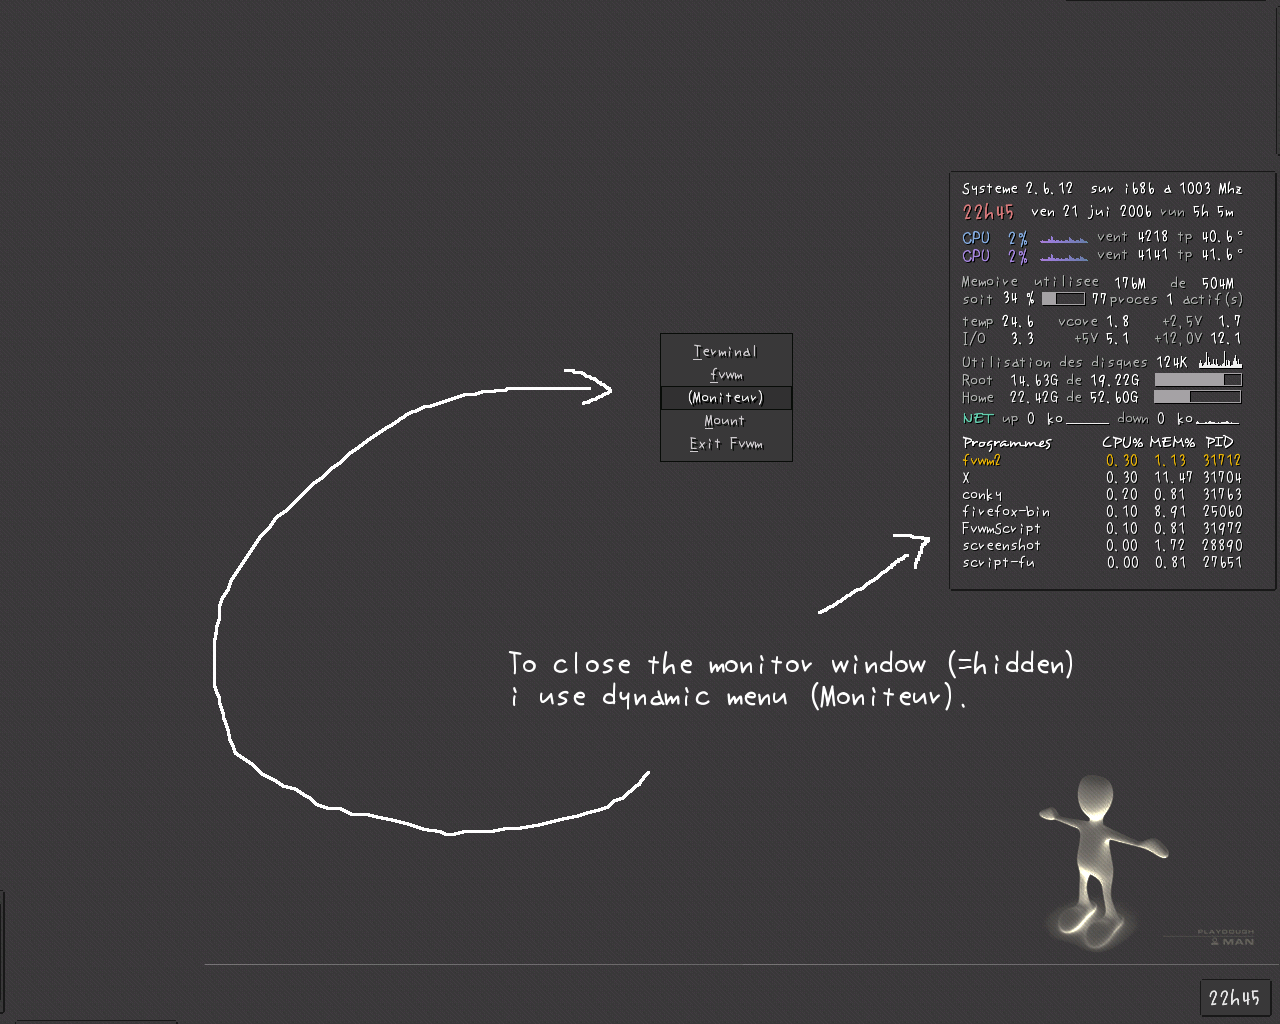 Systeme 2.6.12 sur i686 a 1003 Mhz
22h45 ven 21 jui 2006 run 5h 5m
CPU 2% vent 4218 tp 40.6°
CPU 2% vent 4141 tp 41.6°
Memoire utilisee 176M de 504M
soit 34 % 77 proces 1 actif(s)
temp 24.6 vcore 1.8 +2,5V 1.7
I/O 3.3 +5V 5.1 +12,0V 12.1
Utilisation des disques 124K
Root 14.63G de 19.22G
Home 22.42G de 52.60G
NET up 0 ko down 0 ko
Programmes CPU% MEM% PID
fvwm2 0.30 1.13 31712
X 0.30 11.47 31704
conky 0.20 0.81 31763
firefox-bin 0.10 8.91 25060
FvwmScript 0.10 0.81 31972
screenshot 0.00 1.72 28890
script-fu 0.00 0.81 27651
Terminal
fvwm
(Moniteur)
Mount
Exit Fvwm
To close the monitor window (=hidden)
i use dynamic menu (Moniteur).
PLAYDOUGH
MAN
22h45